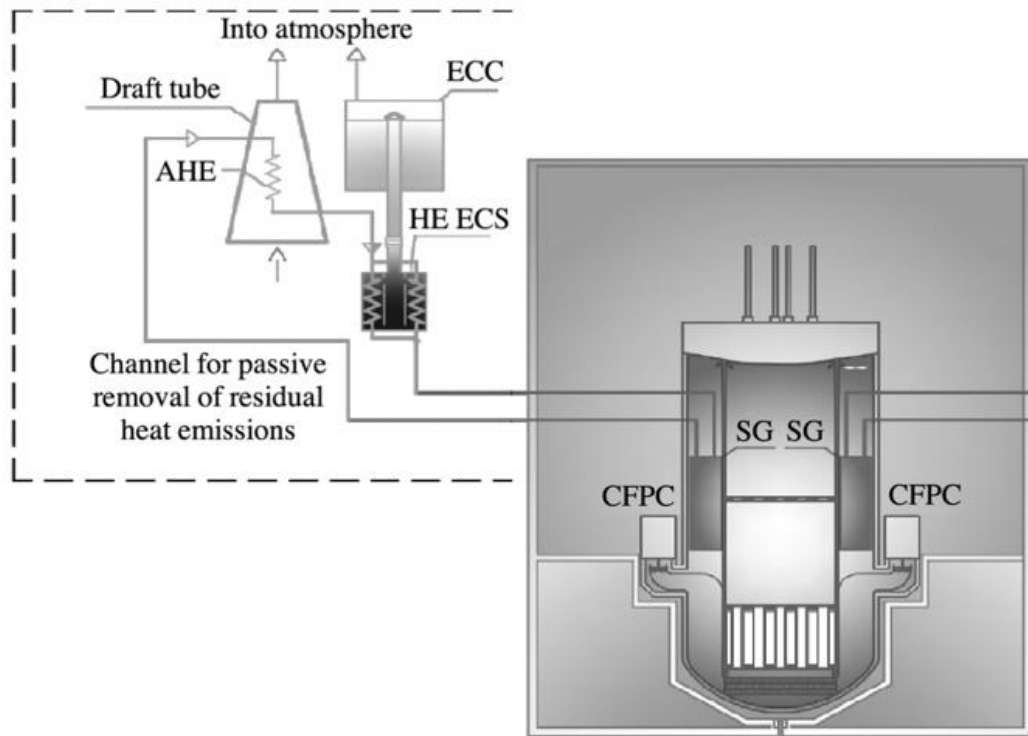 Into atmosphere
ECC
Draft tube
AHE
HE ECS
Channel for passive
removal of residual
heat emissions
SG SG
CFPC
CFPC